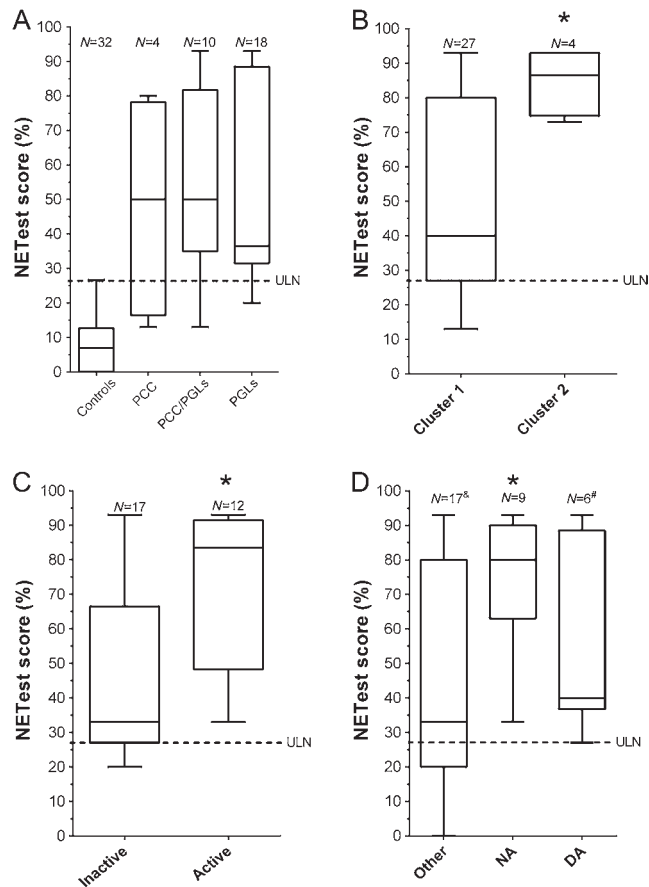 A
NETest score (%)
100
90
80
70
60
50
40
30
20
10
0
N=32 N=4 N=10 N=18
ULN
Controls PCC PCC/PGLs PGLs
B
*
NETest score (%)
100
90
80
70
60
50
40
30
20
10
0
N=27 N=4
ULN
Cluster 1 Cluster 2
C
*
NETest score (%)
100
90
80
70
60
50
40
30
20
10
0
N=17 N=12
ULN
Inactive Active
D
*
NETest score (%)
100
90
80
70
60
50
40
30
20
10
0
N=17& N=9 N=6#
ULN
Other NA DA